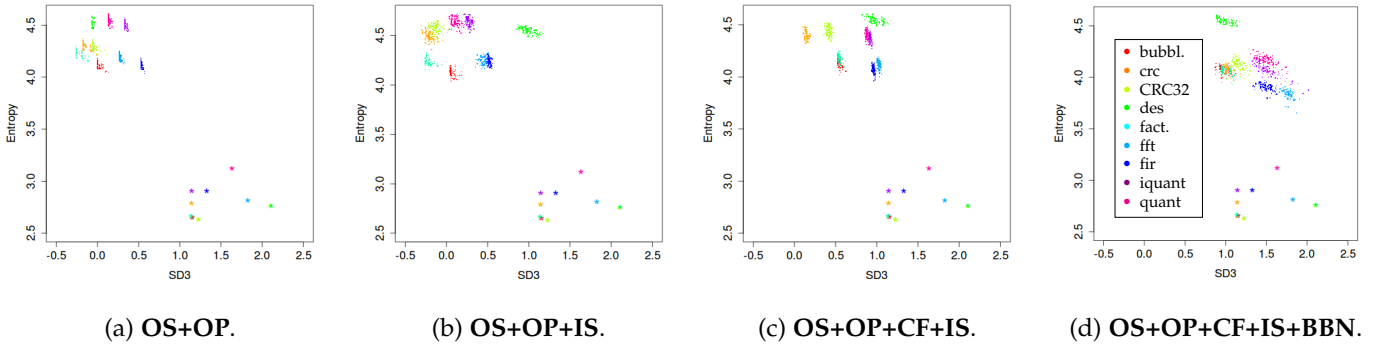 4.5
4.0
3.5
3.0
2.5
Entropy
-0.5
0.0
0.5
1.0
1.5
2.0
2.5
SD3
(a) OS+OP.
4.5
4.0
3.5
3.0
2.5
Entropy
-0.5
0.0
0.5
1.0
1.5
2.0
2.5
SD3
(b) OS+OP+IS.
4.5
4.0
3.5
3.0
2.5
Entropy
-0.5
0.0
0.5
1.0
1.5
2.0
2.5
SD3
(c) OS+OP+CF+IS.
4.5
4.0
3.5
3.0
2.5
Entropy
bubbl.
crc
CRC32
des
fact.
fft
fir
iquant
quant
-0.5
0.0
0.5
1.0
1.5
2.0
2.5
SD3
(d) OS+OP+CF+IS+BBN.